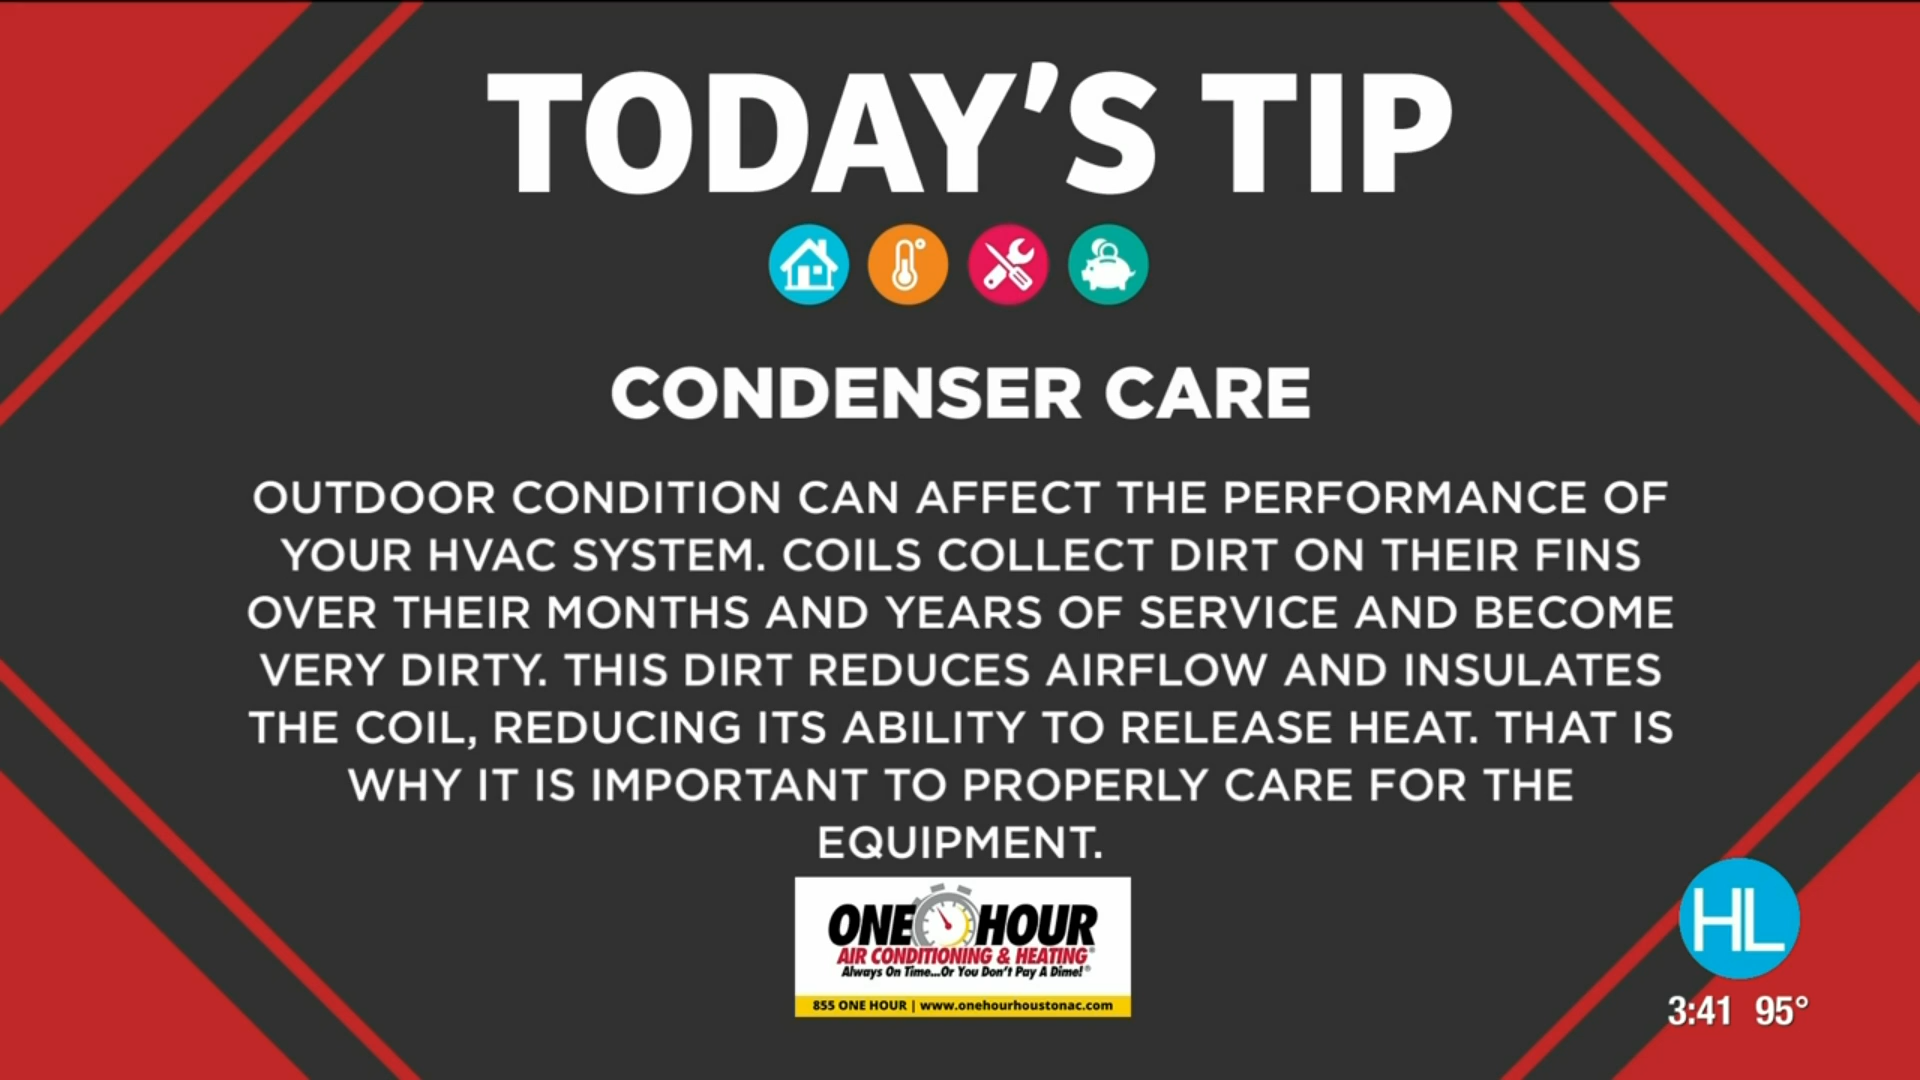 TODAY'S TIP
CONDENSER CARE
OUTDOOR CONDITION CAN AFFECT THE PERFORMANCE OF
YOUR HVAC SYSTEM. COILS COLLECT DIRT ON THEIR FINS
OVER THEIR MONTHS AND YEARS OF SERVICE AND BECOME
VERY DIRTY. THIS DIRT REDUCES AIRFLOW AND INSULATES
THE COIL, REDUCING ITS ABILITY TO RELEASE HEAT. THAT IS
WHY IT IS IMPORTANT TO PROPERLY CARE FOR THE
EQUIPMENT.
ONE HOUR
AIR CONDITIONING & HEATING®
Always On Time...Or You Don't Pay A Dime!®
855 ONE HOUR | www.onehourhoustonac.com
HL
3:41 95°